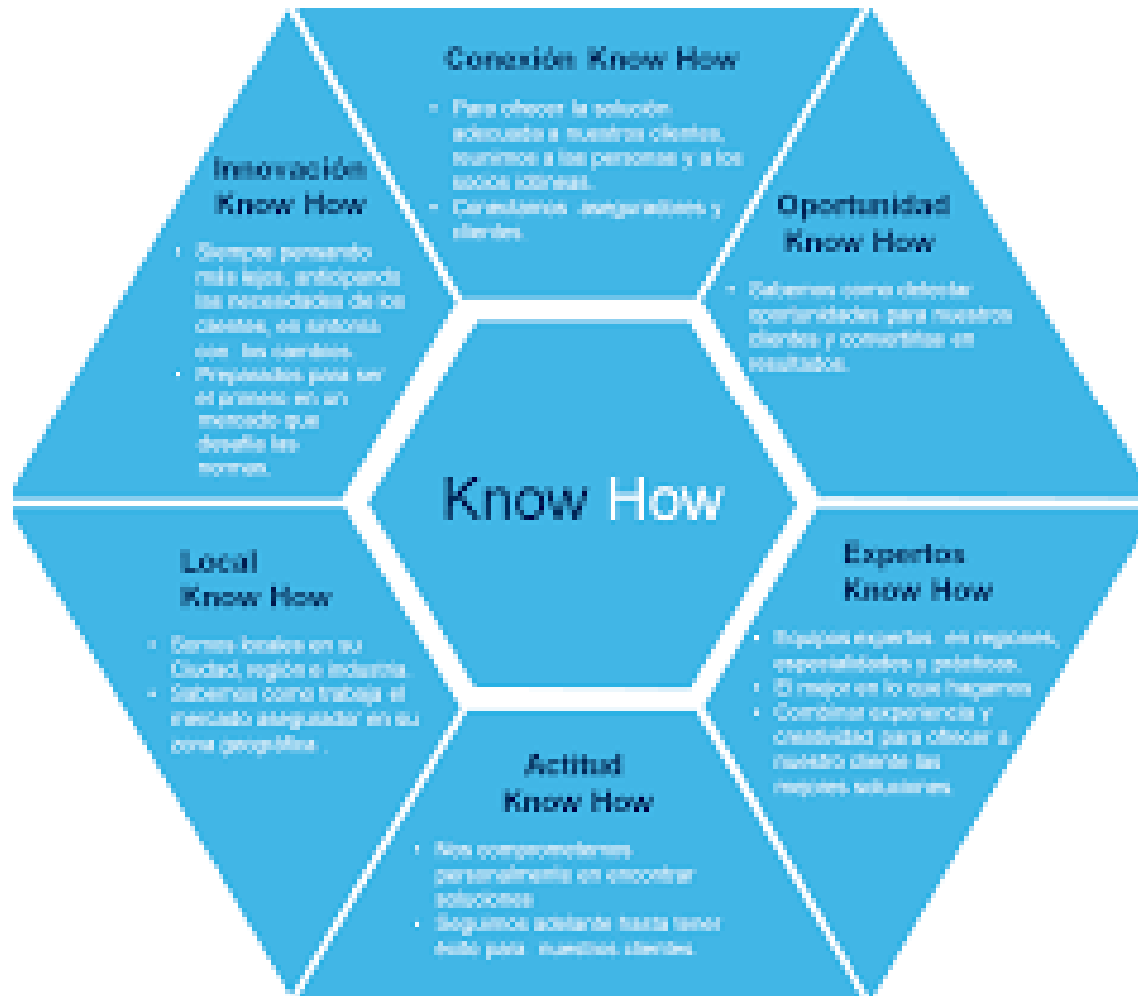 Conexión Know How
• Para ofrecer la solución
adecuada a nuestros clientes,
reunimos a las personas y a los
socios idóneas.
• Conectamos aseguradores y
clientes.
Innovación
Know How
• Siempre pensando
más lejos, anticipando
las necesidades de los
clientes, en sintonía
con los cambios.
• Preparados para ser
el primero en un
mercado que
desafía las
normas.
Oportunidad
Know How
• Sabemos como detectar
oportunidades para nuestros
clientes y convertirlas en
resultados.
Know How
Local
Know How
• Somos locales en su
Ciudad, región e industria.
• Sabemos como trabaja el
mercado asegurador en su
zona geográfica .
Expertos
Know How
• Equipos expertos en regiones,
especialidades y prácticas.
• El mejor en lo que hagamos
• Combinar experiencia y
creatividad para ofrecer a
nuestro cliente las
mejores soluciones.
Actitud
Know How
• Nos comprometemos
personalmente en encontrar
soluciones
• Seguimos adelante hasta tener
éxito para nuestros clientes.